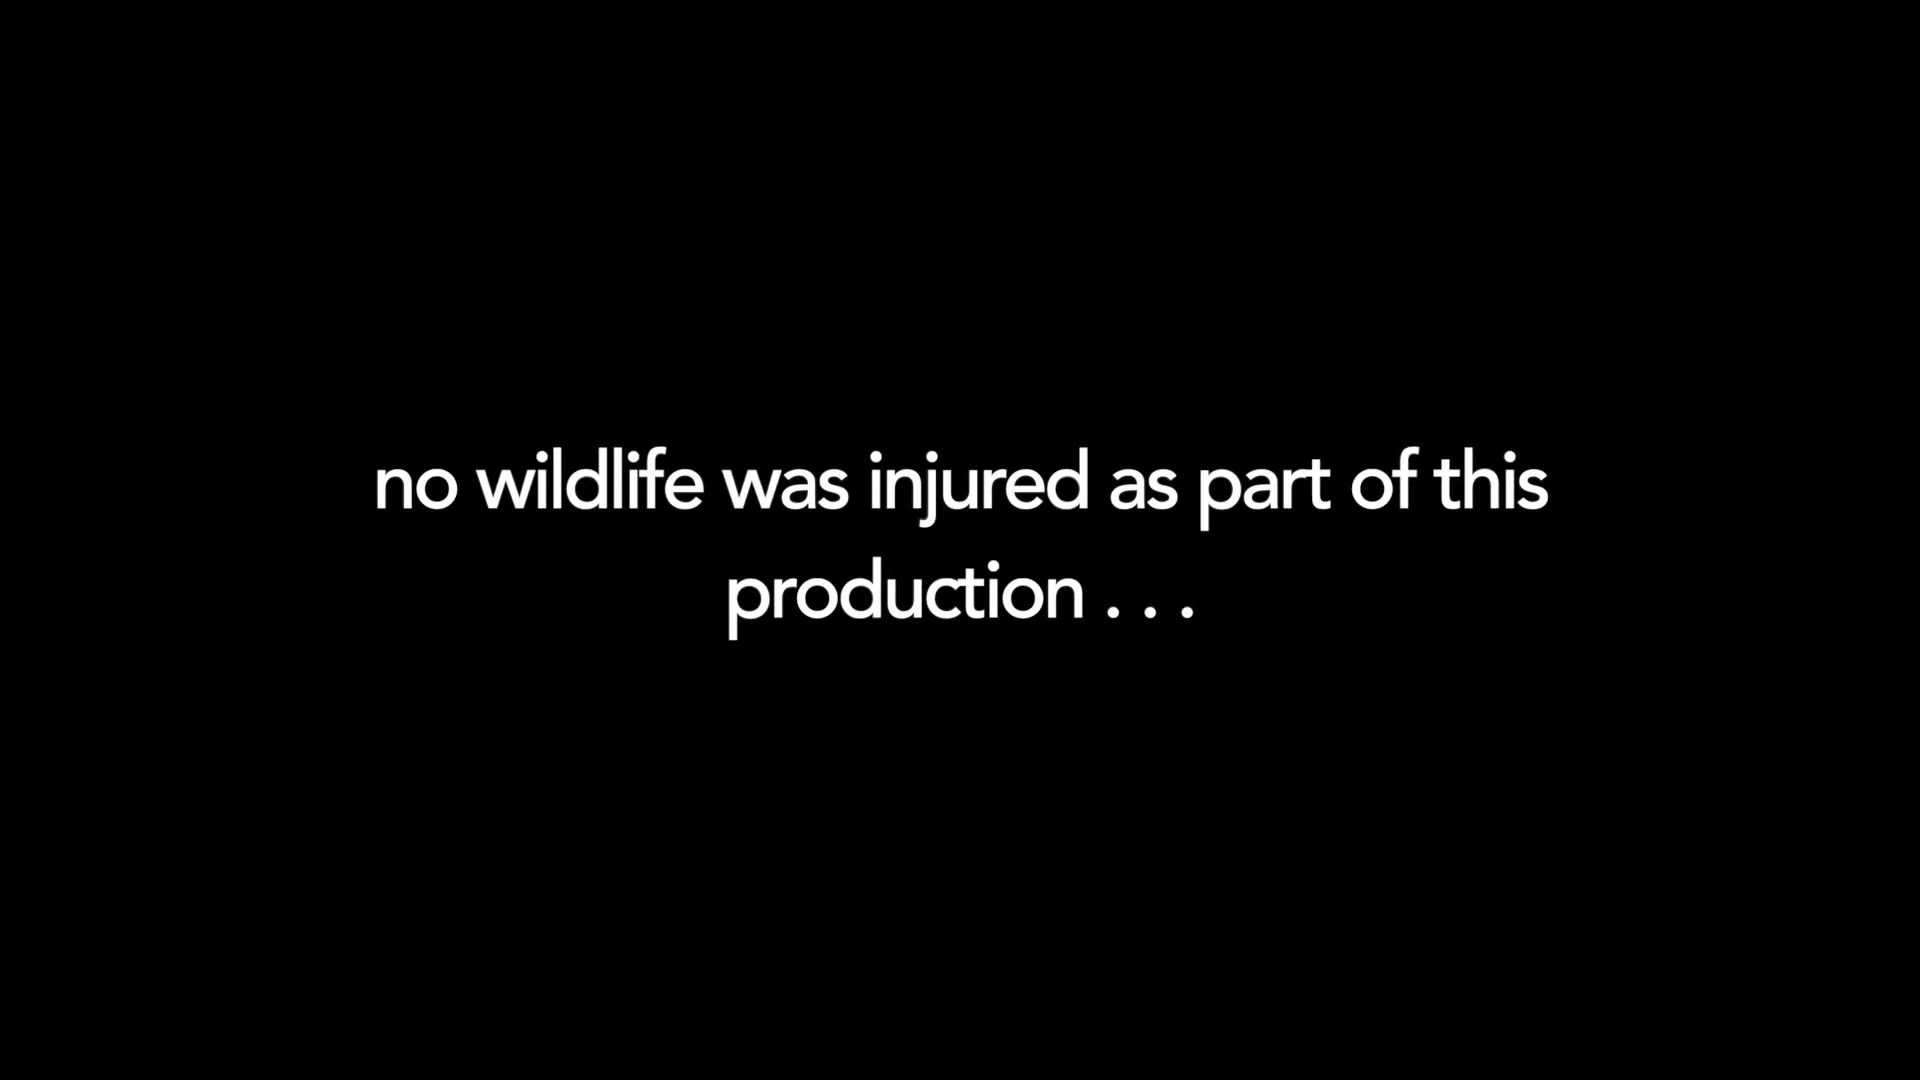 no wildlife was injured as part of this
production . . .